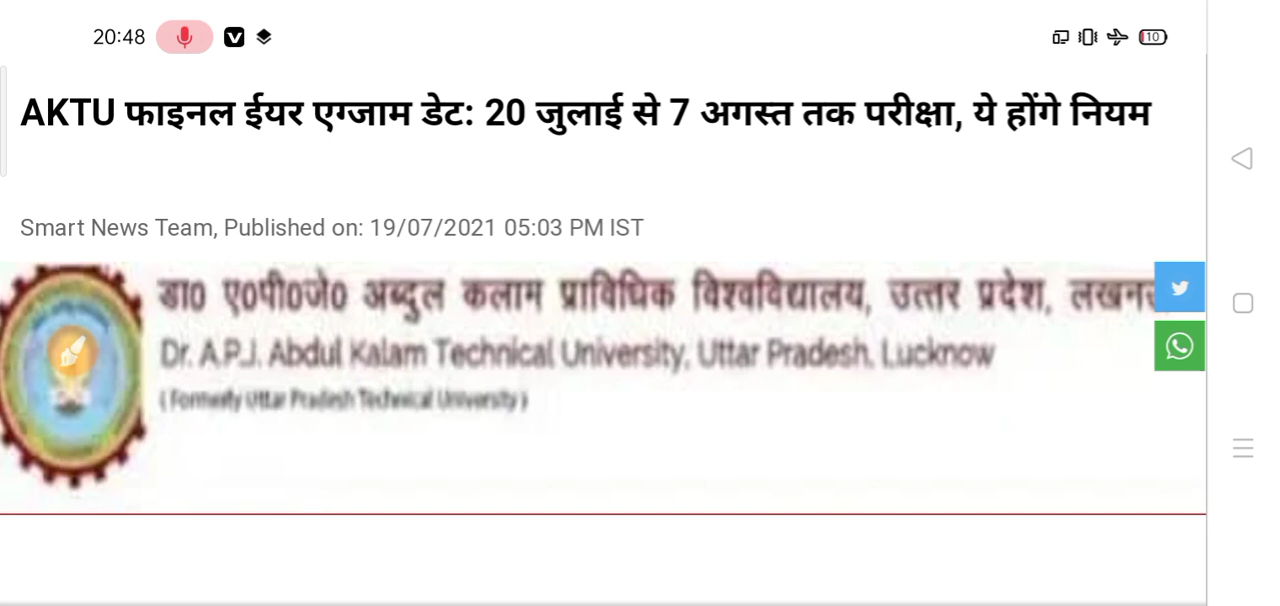 20:48
10
AKTU फाइनल ईयर एग्जाम डेट: 20 जुलाई से 7 अगस्त तक परीक्षा, ये होंगे नियम
Smart News Team, Published on: 19/07/2021 05:03 PM IST
डा0 ए0पी0जे0 अब्दुल कलाम प्राविधिक विश्वविद्यालय, उत्तर प्रदेश,
Dr. A.P.J. Abdul Kalam Technical University, Uttar Pradesh, Lucknow
(Formerly Uttar Pradesh Technical University)